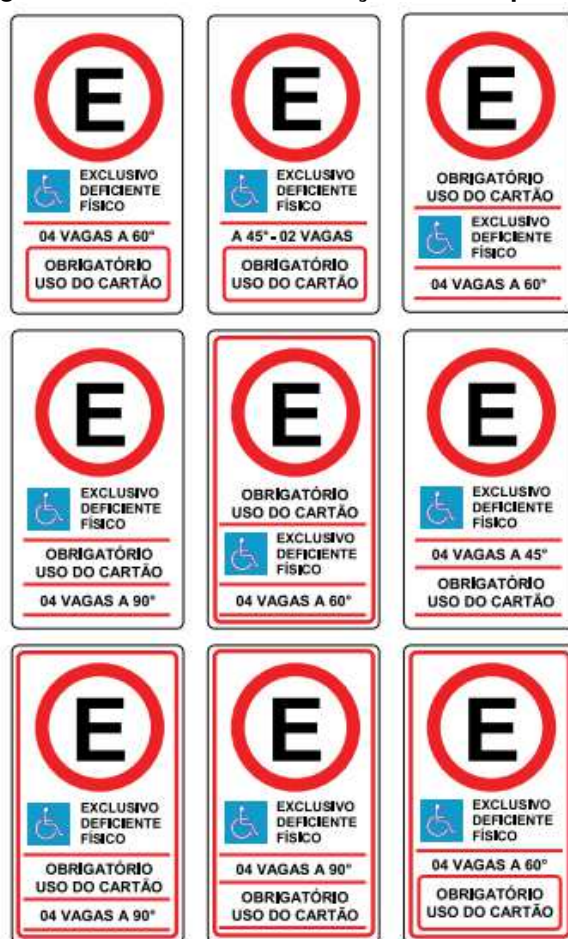 E
EXCLUSIVO
DEFICIENTE
FÍSICO
04 VAGAS A 60°
OBRIGATÓRIO
USO DO CARTÃO
E
EXCLUSIVO
DEFICIENTE
FÍSICO
A 45° - 02 VAGAS
OBRIGATÓRIO
USO DO CARTÃO
E
OBRIGATÓRIO
USO DO CARTÃO
EXCLUSIVO
DEFICIENTE
FÍSICO
04 VAGAS A 60°
E
EXCLUSIVO
DEFICIENTE
FÍSICO
OBRIGATÓRIO
USO DO CARTÃO
04 VAGAS A 90°
E
OBRIGATÓRIO
USO DO CARTÃO
EXCLUSIVO
DEFICIENTE
FÍSICO
04 VAGAS A 60°
E
EXCLUSIVO
DEFICIENTE
FÍSICO
04 VAGAS A 45°
OBRIGATÓRIO
USO DO CARTÃO
E
EXCLUSIVO
DEFICIENTE
FÍSICO
OBRIGATÓRIO
USO DO CARTÃO
04 VAGAS A 90°
E
EXCLUSIVO
DEFICIENTE
FÍSICO
04 VAGAS A 90°
OBRIGATÓRIO
USO DO CARTÃO
E
EXCLUSIVO
DEFICIENTE
FÍSICO
04 VAGAS A 60°
OBRIGATÓRIO
USO DO CARTÃO